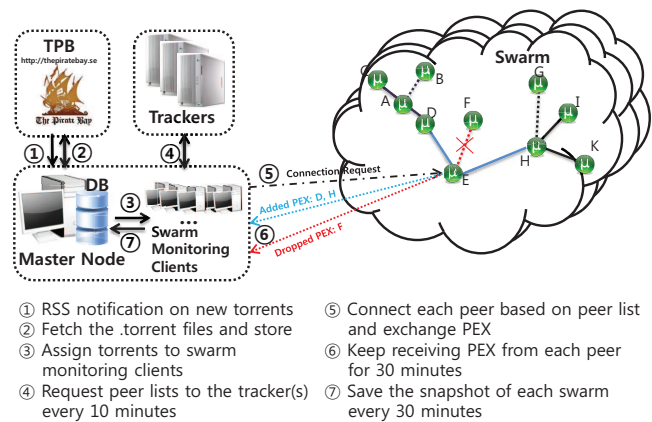 TPB
http://thepiratebay.se
The Pirate Bay
Trackers
Swarm
C
B
A
D
F
G
I
H
K
E
①
②
④
⑤ Connection Request
Added PEX: D, H
⑥
Dropped PEX: F
DB
③
⑦
...
Master Node
Swarm
Monitoring
Clients
① RSS notification on new torrents
② Fetch the .torrent files and store
③ Assign torrents to swarm
monitoring clients
④ Request peer lists to the tracker(s)
every 10 minutes
⑤ Connect each peer based on peer list
and exchange PEX
⑥ Keep receiving PEX from each peer
for 30 minutes
⑦ Save the snapshot of each swarm
every 30 minutes
µ
µ
µ
µ
µ
µ
µ
µ
µ
µ